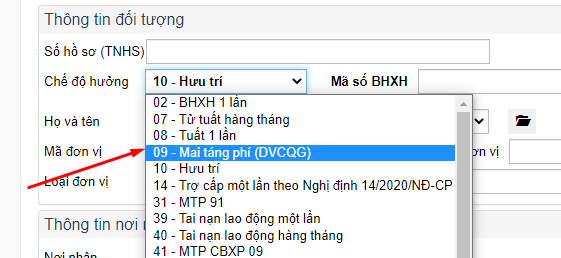 Thông tin đối tượng
Số hồ sơ (TNHS)
Chế độ hưởng 10 - Hưu trí Mã số BHXH
02 - BHXH 1 lần
Họ và tên 07 - Tử tuất hàng tháng
08 - Tuất 1 lần
Mã đơn vị 09 - Mai táng phí (DVCQG) đơn vị
10 - Hưu trí
Loại đơn vị 14 - Trợ cấp một lần theo Nghị định 14/2020/NĐ-CP
31 - MTP 91
Thông tin nơi 39 - Tai nạn lao động một lần
40 - Tai nạn lao động hàng tháng
Nơi nhận 41 - MTP CBXP 09